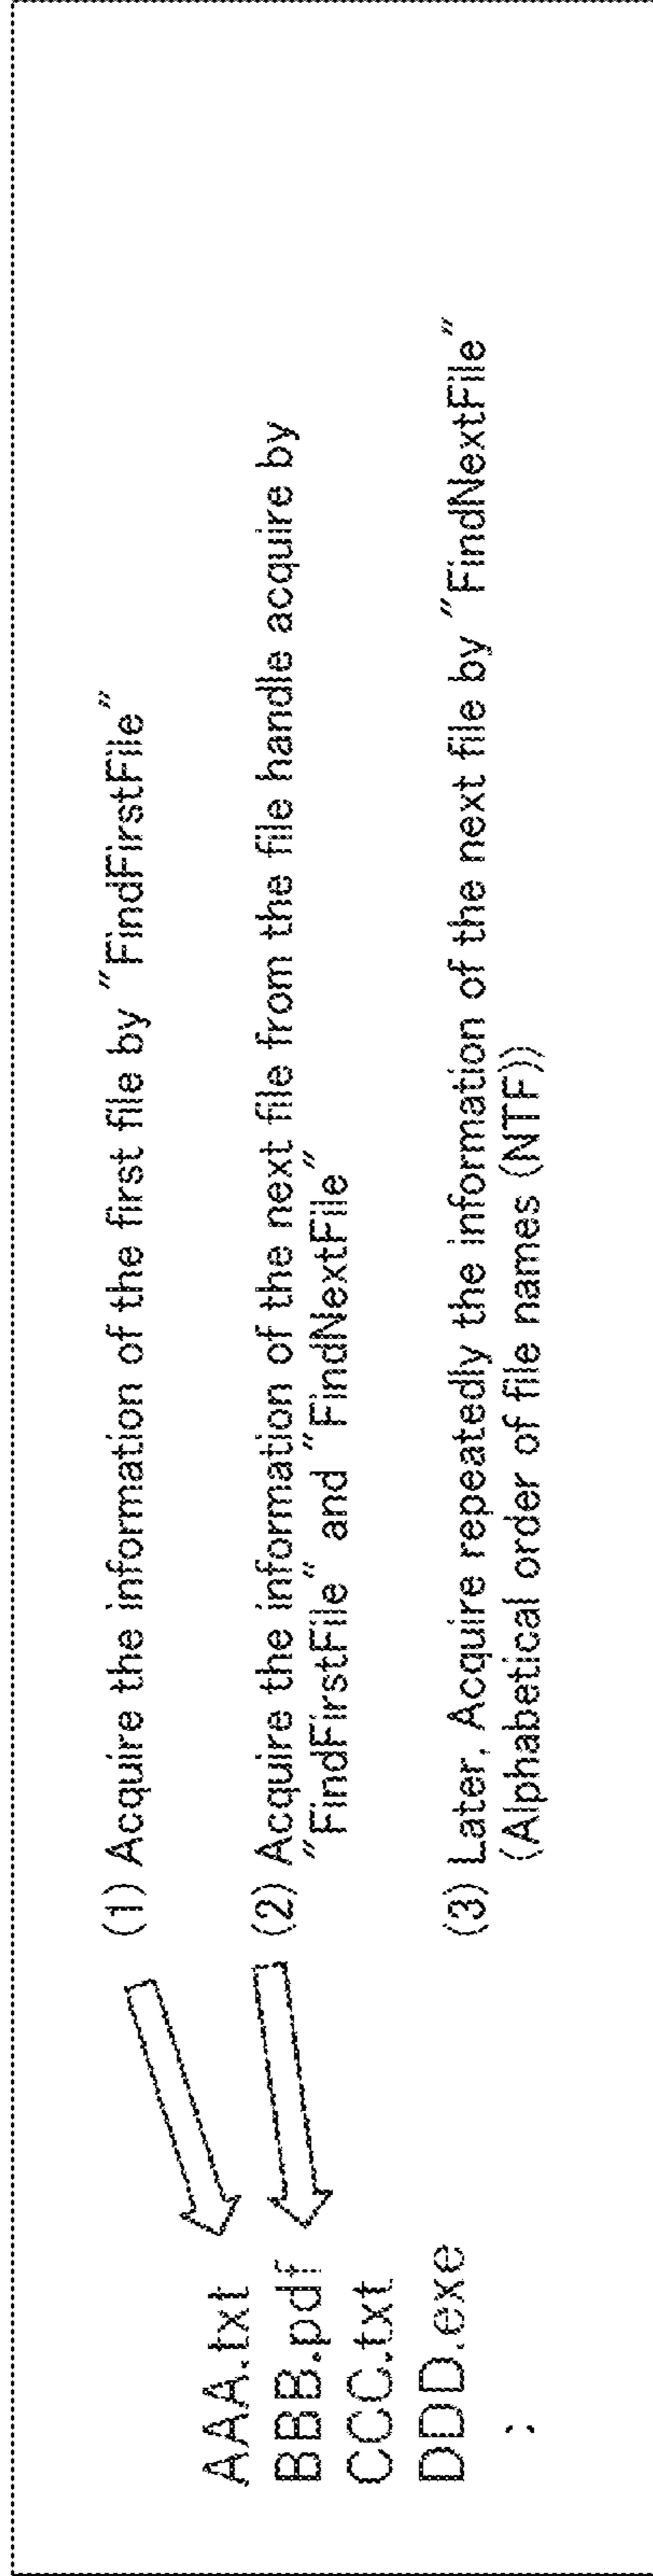 (1) Acquire the information of the first file by "FindFirstFile"
(2) Acquire the information of the next file from the file handle acquire by
"FindFirstFile" and "FindNextFile"
(3) Later, Acquire repeatedly the information of the next file by "FindNextFile"
(Alphabetical order of file names (NTF))
AAA.txt
BBB.pdf
CCC.txt
DDD.exe
: